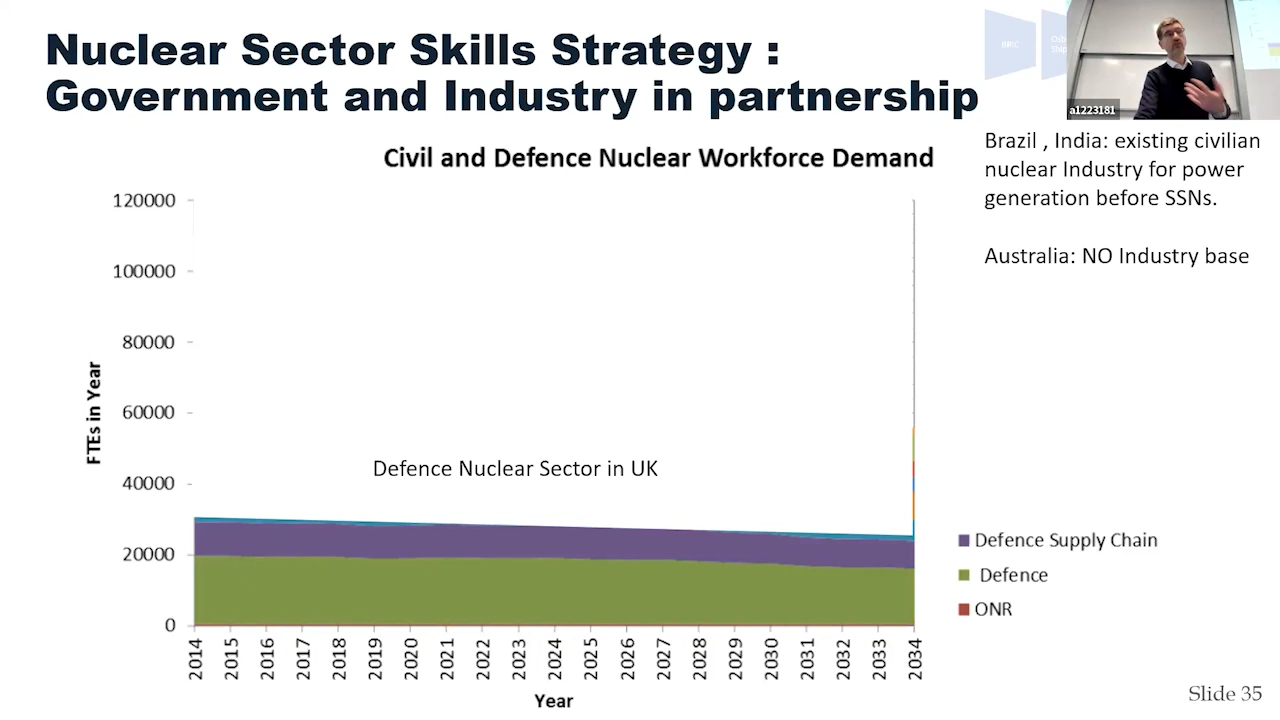 Nuclear Sector Skills Strategy :
Government and Industry in partnership
BRIC
a1223181
Brazil , India: existing civilian
nuclear Industry for power
generation before SSNs.
Australia: NO Industry base
Civil and Defence Nuclear Workforce Demand
FTEs in Year
120000
100000
80000
60000
40000
20000
0
Defence Nuclear Sector in UK
Defence Supply Chain
Defence
ONR
2014
2015
2016
2017
2018
2019
2020
2021
2022
2023
2024
2025
2026
2027
2028
2029
2030
2031
2032
2033
2034
Year
Slide 35